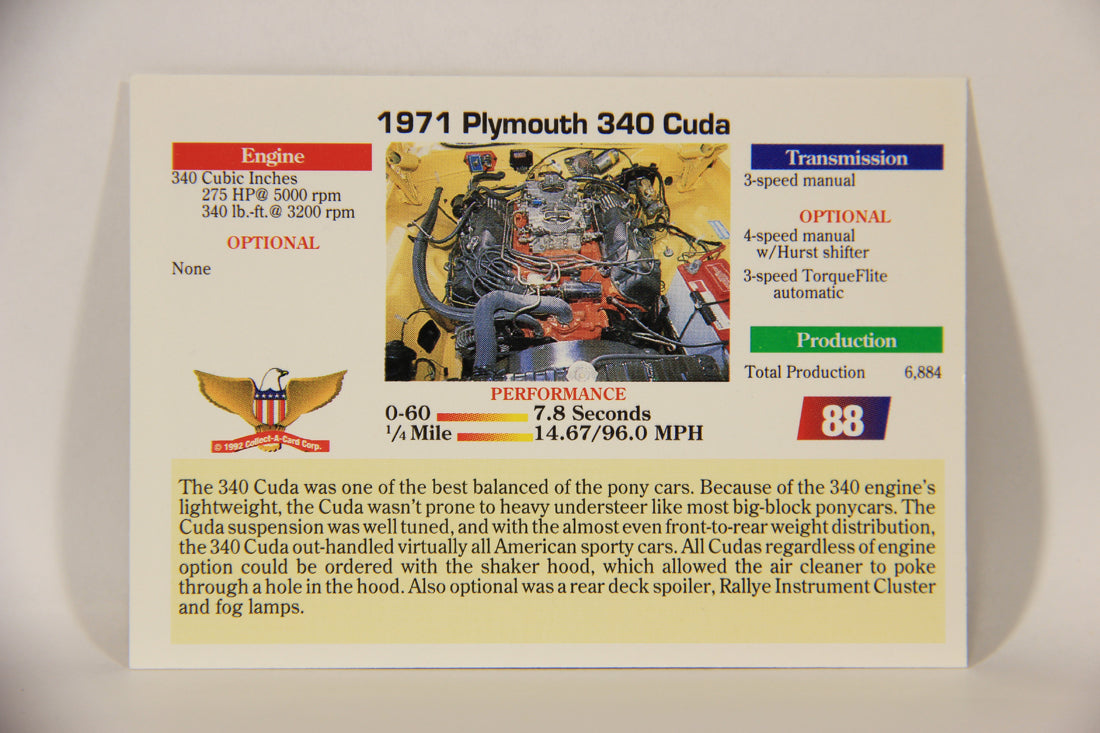 1971 Plymouth 340 Cuda
Engine
340 Cubic Inches
275 HP@ 5000 rpm
340 lb.-ft.@ 3200 rpm
OPTIONAL
None
Transmission
3-speed manual
OPTIONAL
4-speed manual
w/Hurst shifter
3-speed TorqueFlite
automatic
Production
Total Production 6,884
88
© 1992 Collect-A-Card Corp.
PERFORMANCE
0-60 7.8 Seconds
1/4 Mile 14.67/96.0 MPH
The 340 Cuda was one of the best balanced of the pony cars. Because of the 340 engine's
lightweight, the Cuda wasn't prone to heavy understeer like most big-block ponycars. The
Cuda suspension was well tuned, and with the almost even front-to-rear weight distribution,
the 340 Cuda out-handled virtually all American sporty cars. All Cudas regardless of engine
option could be ordered with the shaker hood, which allowed the air cleaner to poke
through a hole in the hood. Also optional was a rear deck spoiler, Rallye Instrument Cluster
and fog lamps.